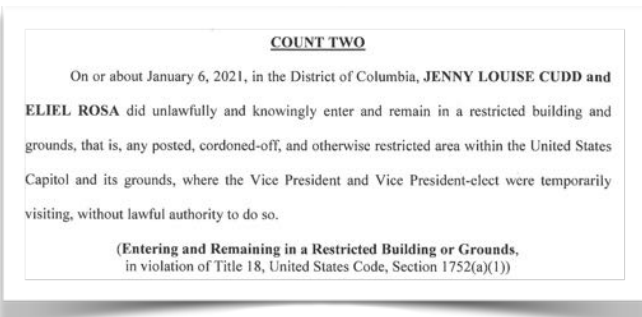 COUNT TWO
On or about January 6, 2021, in the District of Columbia, JENNY LOUISE CUDD and
ELIEL ROSA did unlawfully and knowingly enter and remain in a restricted building and
grounds, that is, any posted, cordoned-off, and otherwise restricted area within the United States
Capitol and its grounds, where the Vice President and Vice President-elect were temporarily
visiting, without lawful authority to do so.
(Entering and Remaining in a Restricted Building or Grounds,
in violation of Title 18, United States Code, Section 1752(a)(1))